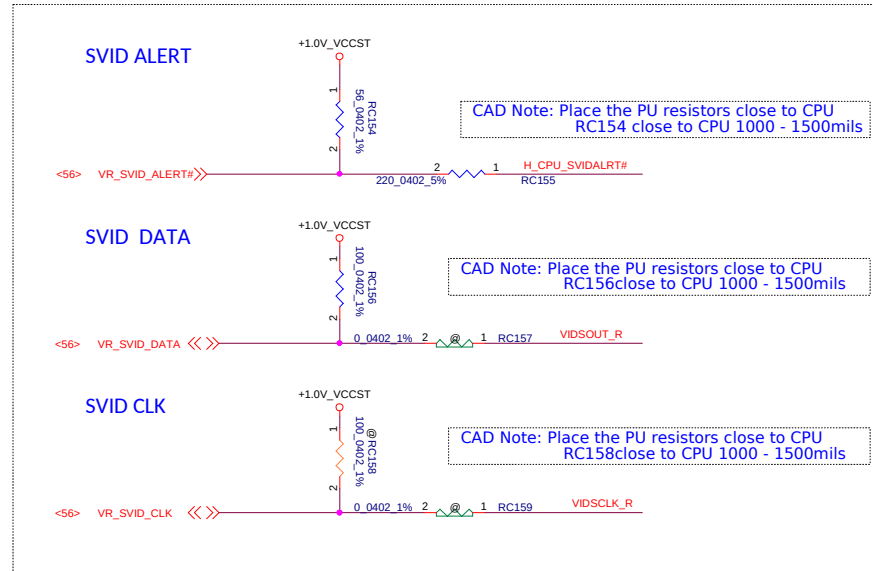 SVID ALERT
+1.0V_VCCST
1
RC154
56_0402_1%
2
CAD Note: Place the PU resistors close to CPU
RC154 close to CPU 1000 - 1500mils
<56> VR_SVID_ALERT#
2
1
H_CPU_SVIDALRT#
220_0402_5%
RC155
SVID DATA
+1.0V_VCCST
1
RC156
100_0402_1%
2
CAD Note: Place the PU resistors close to CPU
RC156close to CPU 1000 - 1500mils
<56> VR_SVID_DATA
0_0402_1% 2 @ 1 RC157
VIDSOUT_R
SVID CLK
+1.0V_VCCST
1
@RC158
100_0402_1%
2
CAD Note: Place the PU resistors close to CPU
RC158close to CPU 1000 - 1500mils
<56> VR_SVID_CLK
0_0402_1% 2 @ 1 RC159
VIDSCLK_R